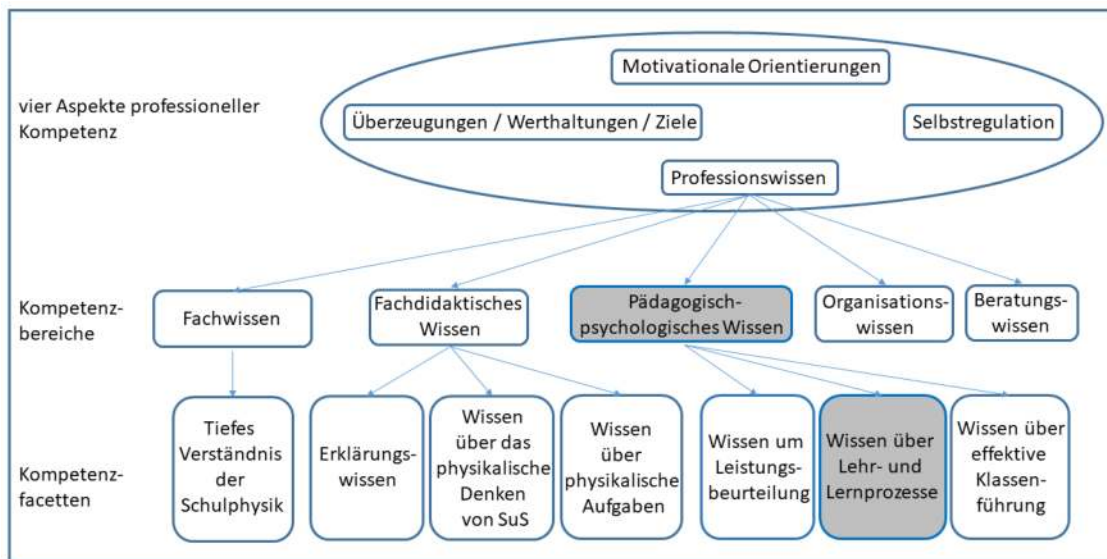 vier Aspekte professioneller
Kompetenz
Motivationale Orientierungen
Überzeugungen / Werthaltungen / Ziele
Selbstregulation
Professionswissen
Kompetenz-
bereiche
Fachwissen
Fachdidaktisches
Wissen
Pädagogisch-
psychologisches Wissen
Organisations-
wissen
Beratungs-
wissen
Kompetenz-
facetten
Tiefes
Verständnis
der
Schulphysik
Erklärungs-
wissen
Wissen
über das
physikalische
Denken
von SuS
Wissen
über
physikalische
Aufgaben
Wissen um
Leistungs-
beurteilung
Wissen über
Lehr- und
Lernprozesse
Wissen über
effektive
Klassen-
führung